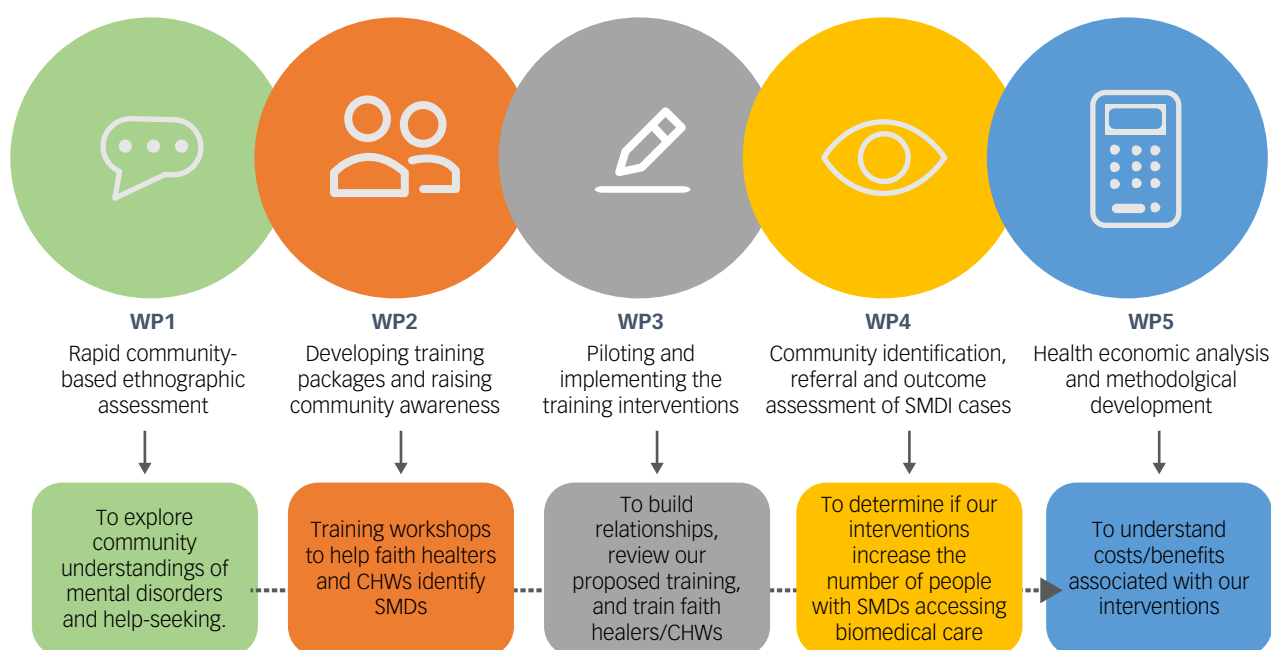 WP1
Rapid community-
based ethnographic
assessment
WP2
Developing training
packages and raising
community awareness
WP3
Piloting and
implementing the
training interventions
WP4
Community identification,
referral and outcome
assessment of SMDI cases
WP5
Health economic analysis
and methodolgical
development
To explore
community
understandings of
mental disorders
and help-seeking.
Training workshops
to help faith healters
and CHWs identify
SMDs
To build
relationships,
review our
proposed training,
and train faith
healers/CHWs
To determine if our
interventions
increase the
number of people
with SMDs accessing
biomedical care
To understand
costs/benefits
associated with our
interventions